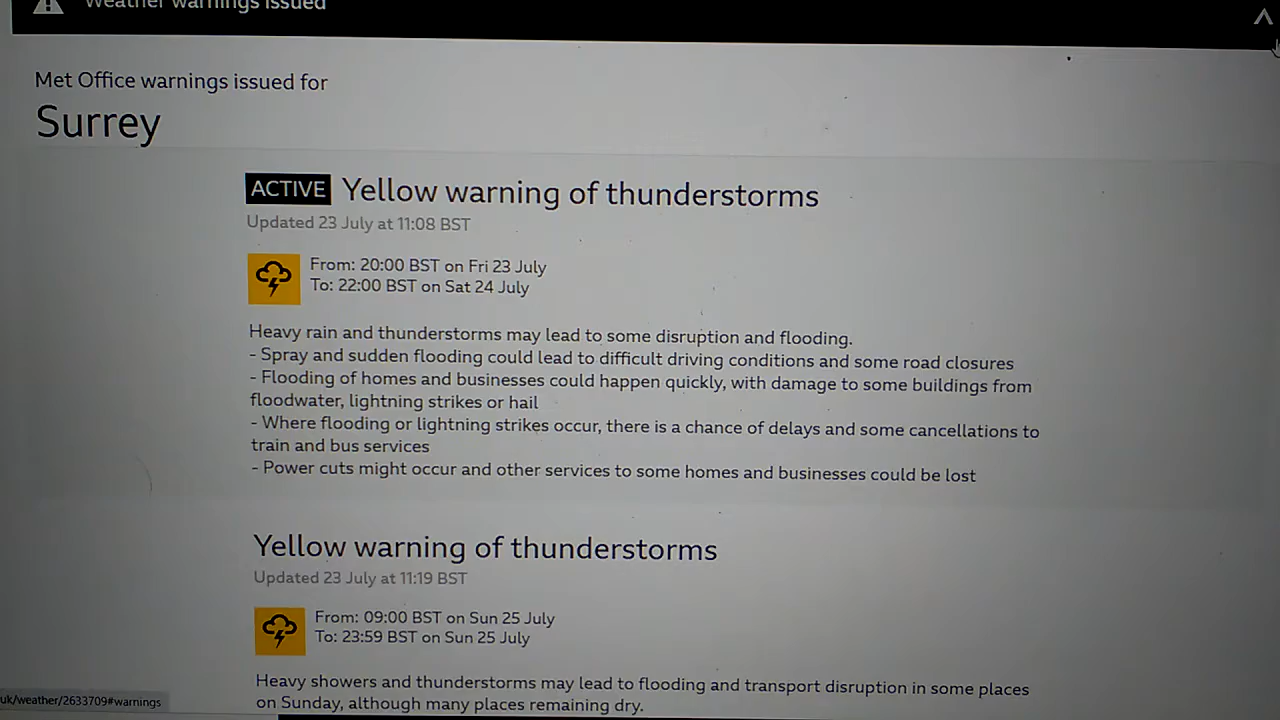 Weather warnings issued
Met Office warnings issued for
Surrey
ACTIVE Yellow warning of thunderstorms
Updated 23 July at 11:08 BST
From: 20:00 BST on Fri 23 July
To: 22:00 BST on Sat 24 July
Heavy rain and thunderstorms may lead to some disruption and flooding.
- Spray and sudden flooding could lead to difficult driving conditions and some road closures
- Flooding of homes and businesses could happen quickly, with damage to some buildings from
floodwater, lightning strikes or hail
- Where flooding or lightning strikes occur, there is a chance of delays and some cancellations to
train and bus services
- Power cuts might occur and other services to some homes and businesses could be lost
Yellow warning of thunderstorms
Updated 23 July at 11:19 BST
From: 09:00 BST on Sun 25 July
To: 23:59 BST on Sun 25 July
Heavy showers and thunderstorms may lead to flooding and transport disruption in some places
on Sunday, although many places remaining dry.
uk/weather/2633709#warnings